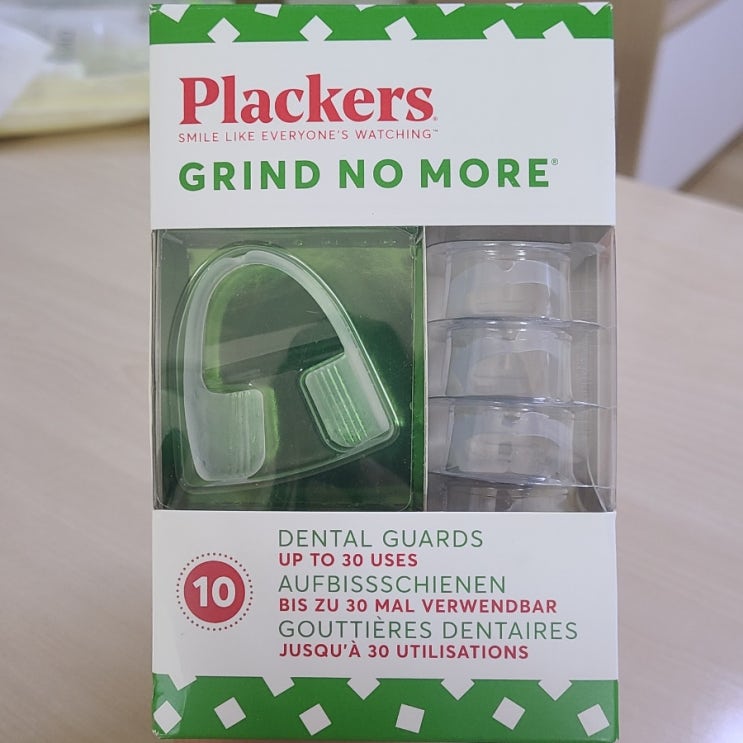 Plackers®
SMILE LIKE EVERYONE'S WATCHING™
GRIND NO MORE®
10
DENTAL GUARDS
UP TO 30 USES
AUFBISSSCHIENEN
BIS ZU 30 MAL VERWENDBAR
GOUTTIÈRES DENTAIRES
JUSQU'À 30 UTILISATIONS